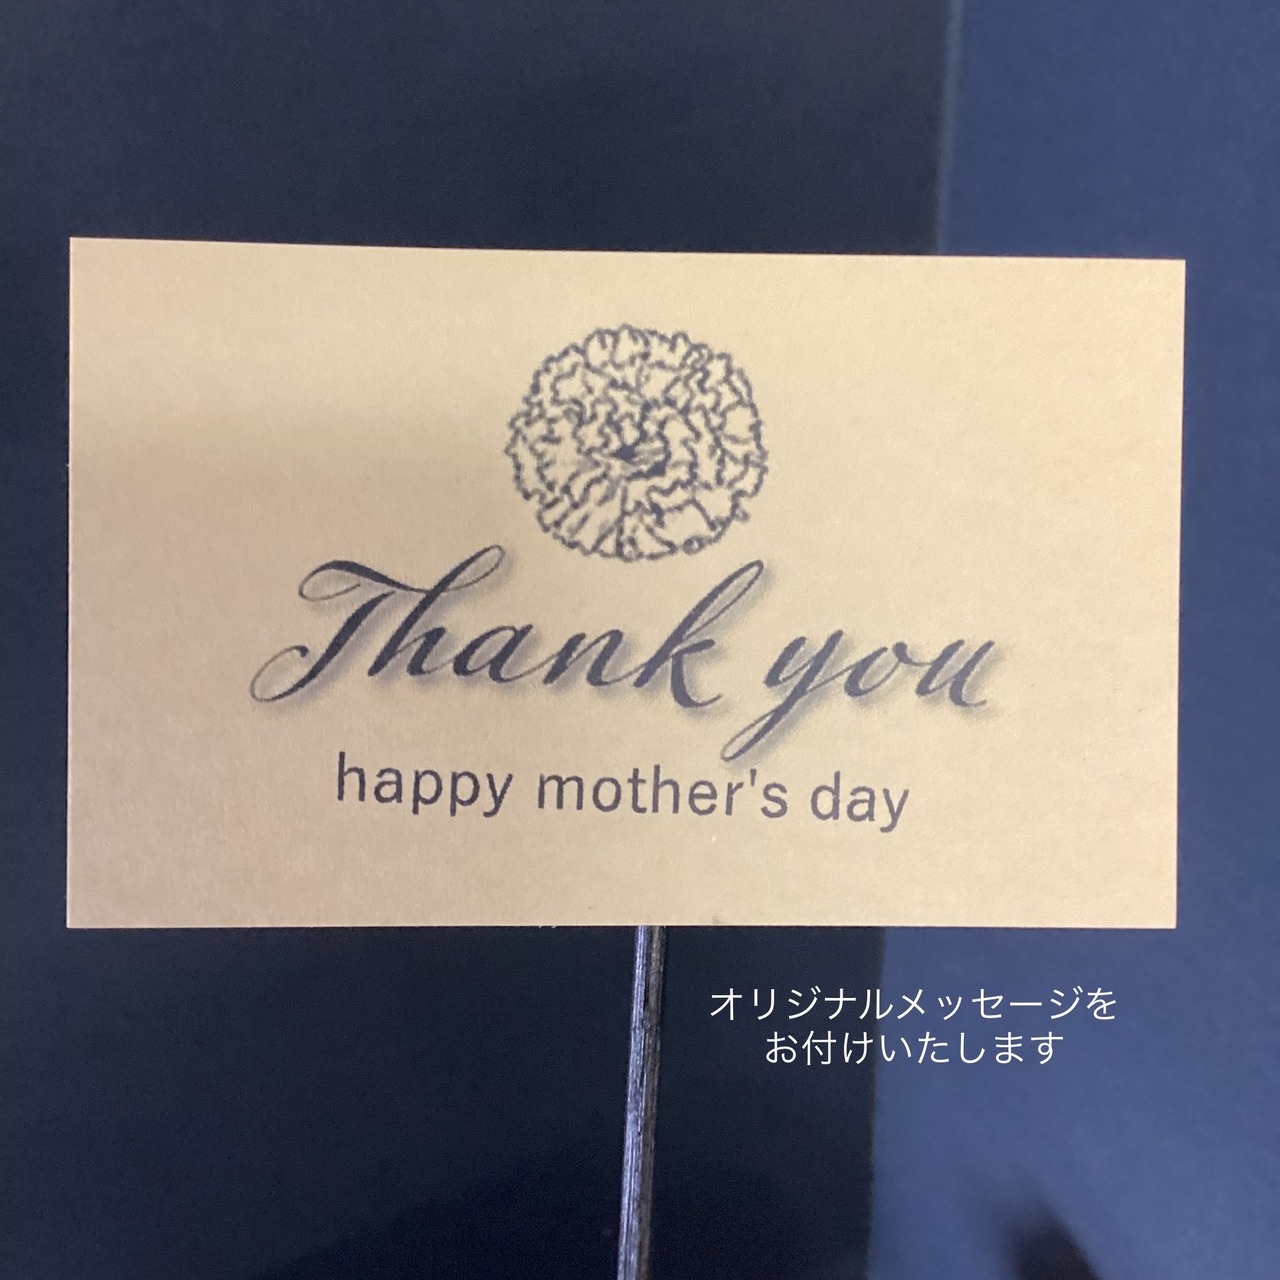 Thank you
happy mother's day
オリジナルメッセージを
お付けいたします